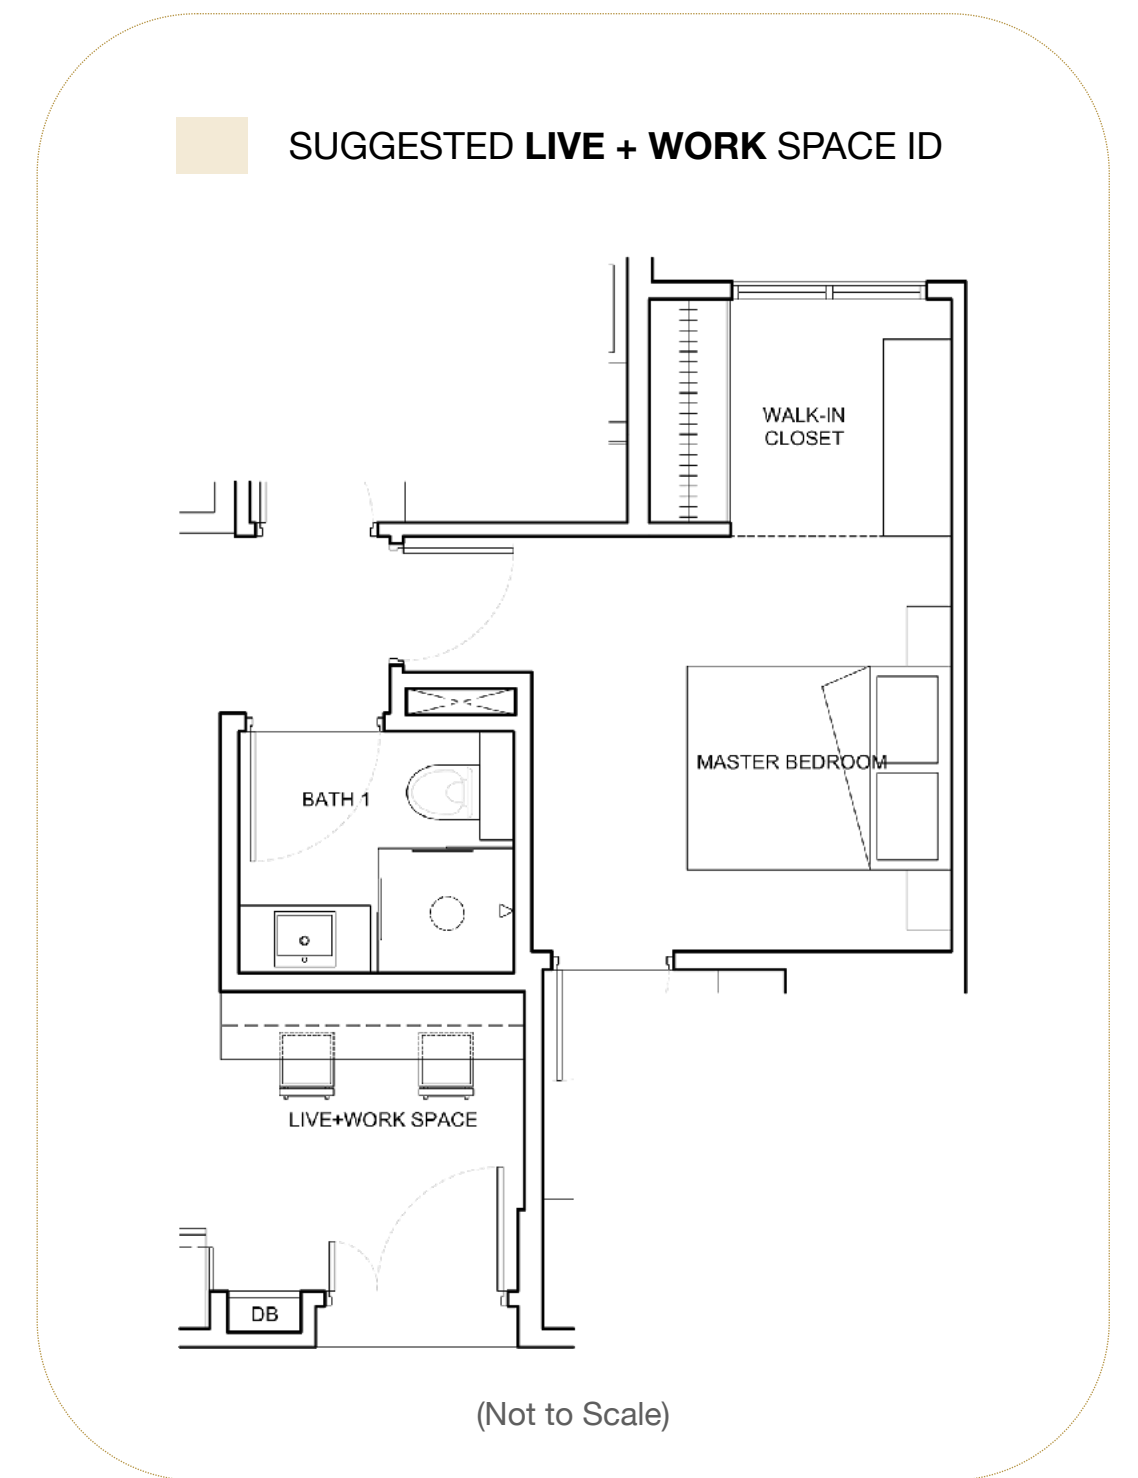 SUGGESTED LIVE + WORK SPACE ID
WALK-IN
CLOSET
MASTER BEDROOM
BATH 1
LIVE+WORK SPACE
DB
(Not to Scale)